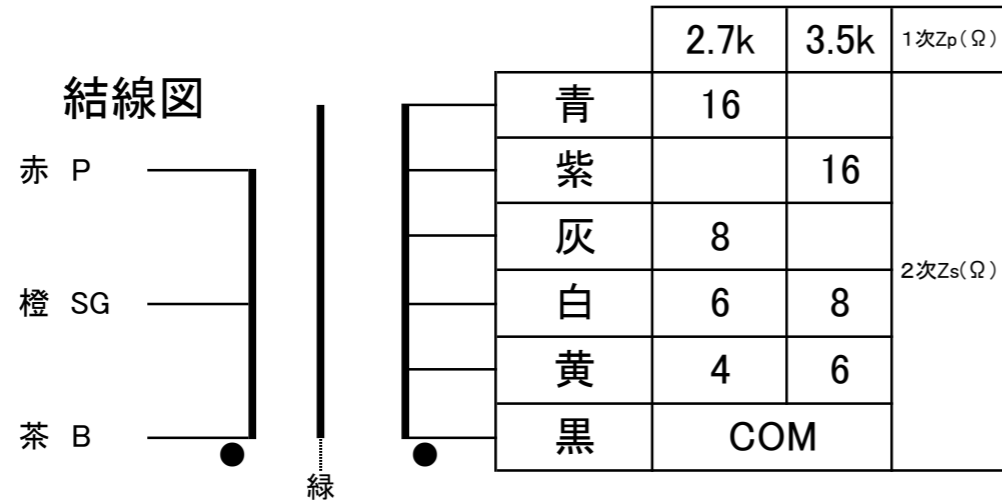 2.7k 3.5k 1次Zp(Ω)
結線図
青 16
赤 P
紫 16
灰 8
2次Zs(Ω)
橙 SG
白 6 8
黄 4 6
茶 B
黒 COM
緑